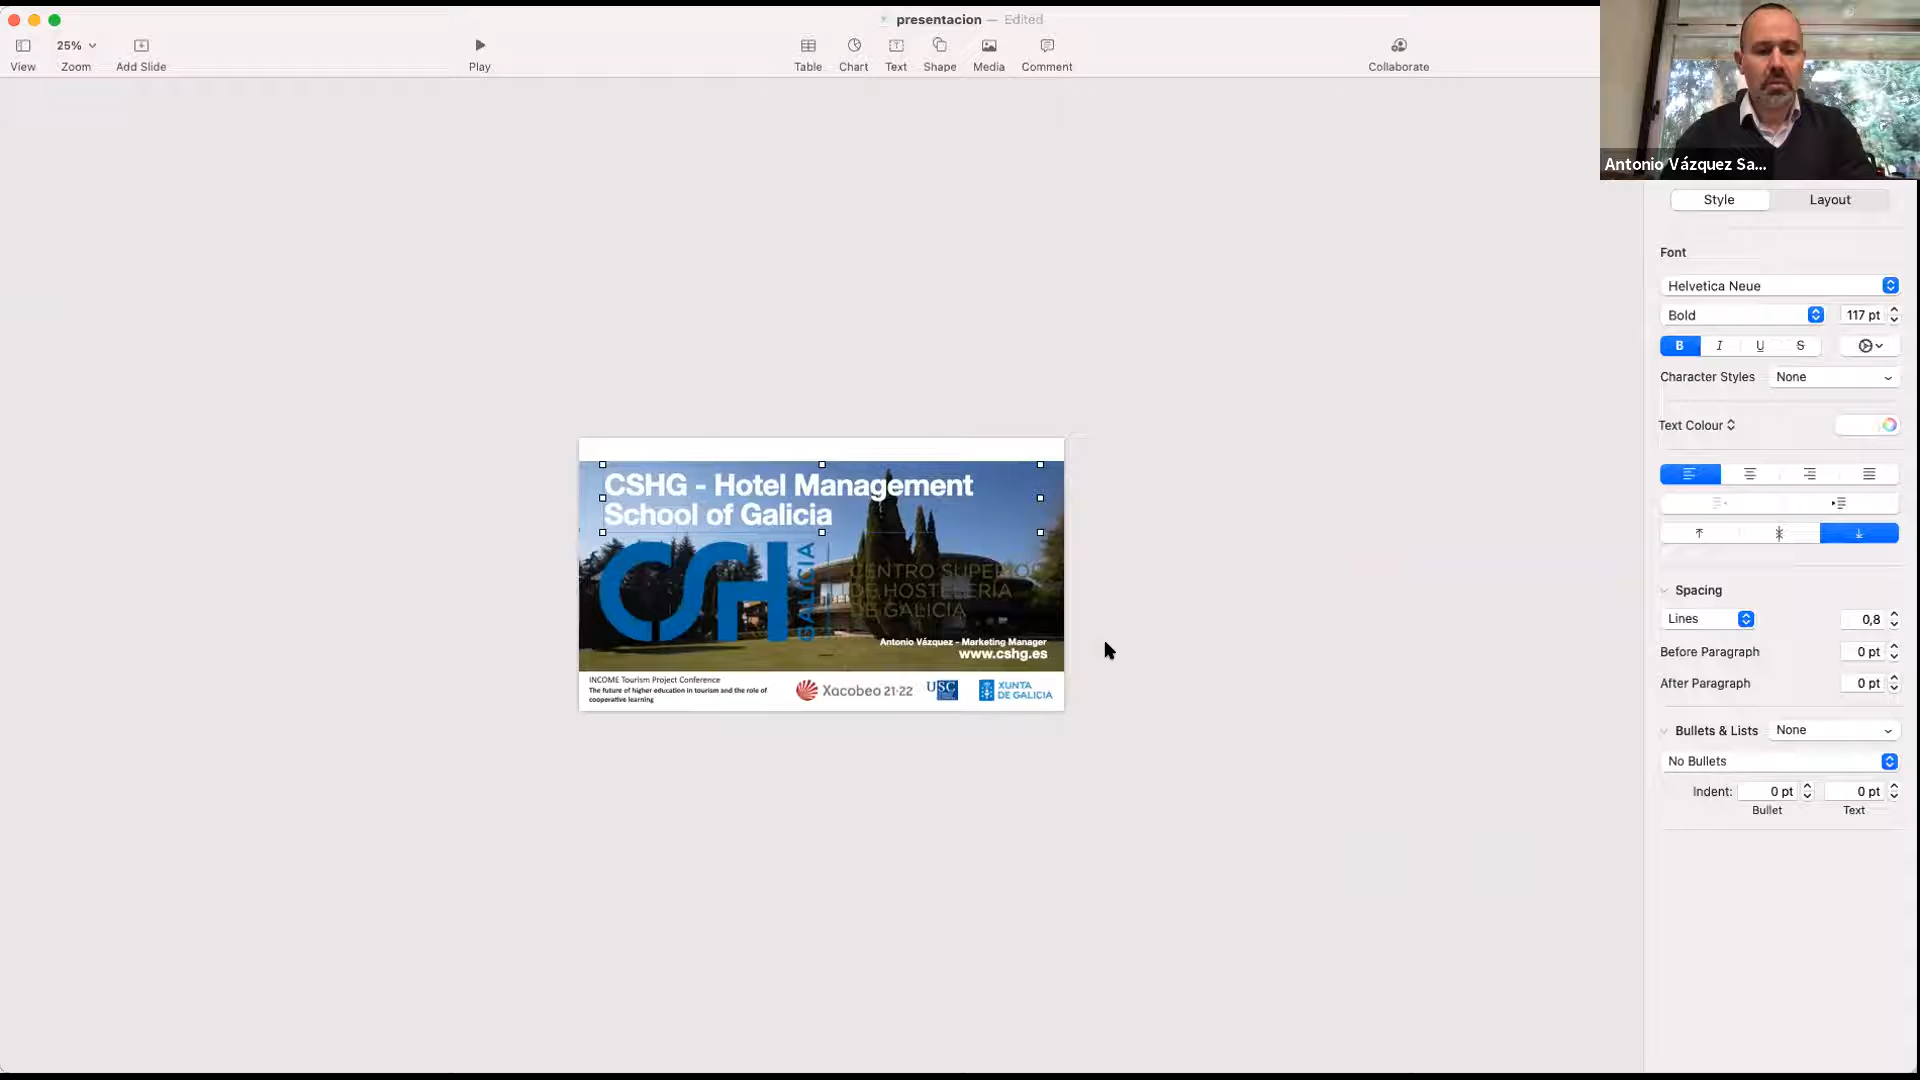 presentacion — Edited
View
25%
Zoom
Add Slide
Play
Table
Chart
Text
Shape
Media
Comment
Collaborate
Antonio Vázquez Sa...
Style
Layout
Font
Helvetica Neue
Bold
117 pt
B I U S
Character Styles
None
Text Colour
Spacing
Lines
0,8
Before Paragraph
0 pt
After Paragraph
0 pt
Bullets & Lists
None
No Bullets
Indent:
0 pt
0 pt
Bullet
Text
CSHG - Hotel Management
School of Galicia
CSH
GALICIA
CENTRO SUPERIOR
DE HOSTELERÍA
DE GALICIA
Antonio Vázquez - Marketing Manager
www.cshg.es
INCOME Tourism Project Conference
The future of higher education in tourism and the role of
cooperative learning
Xacobeo 21·22
USC
XUNTA
DE GALICIA